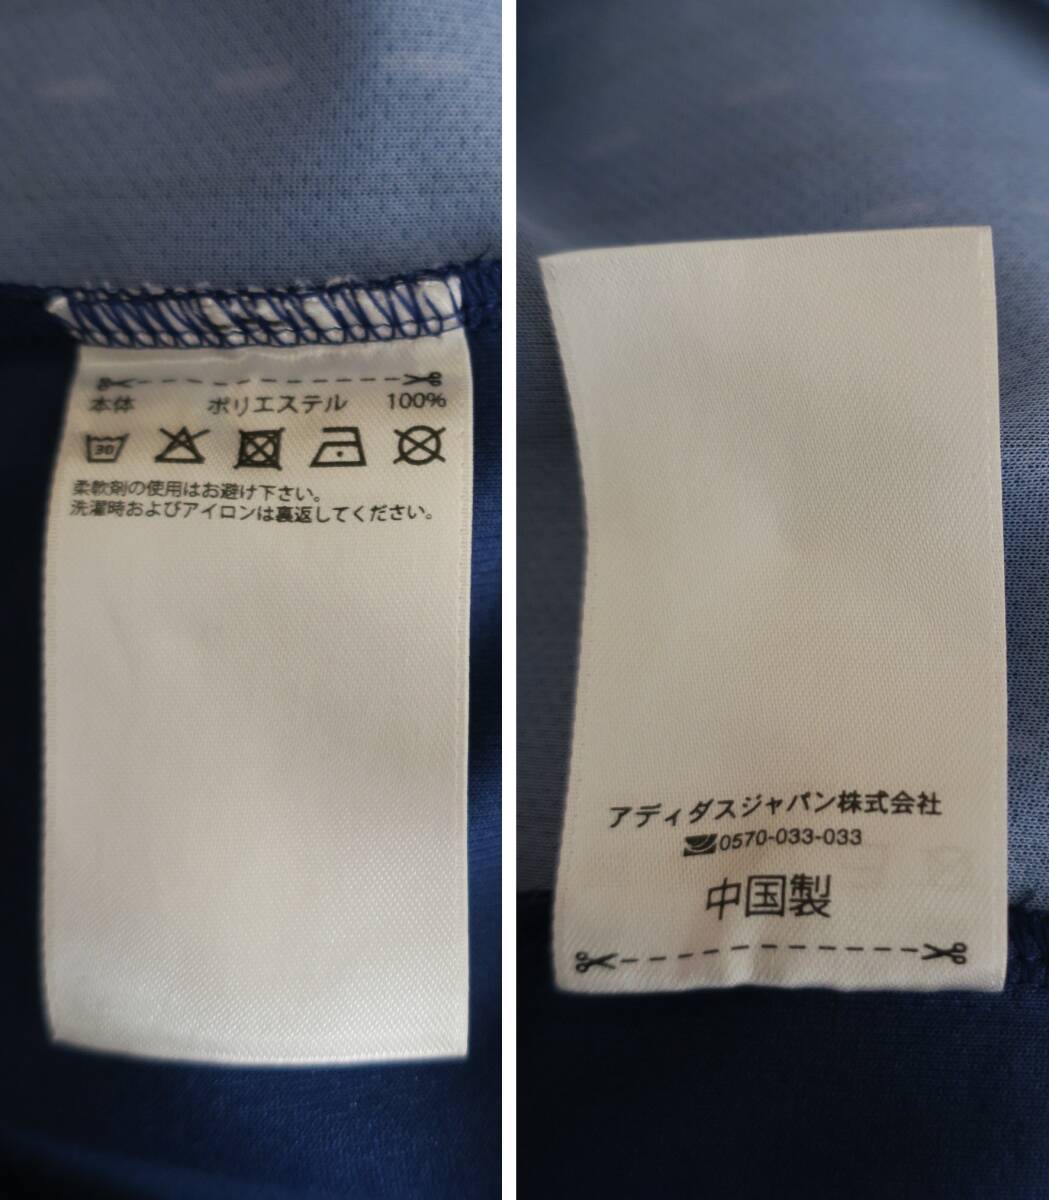 本体 ポリエステル 100%
30
柔軟剤の使用はお避け下さい。
洗濯時およびアイロンは裏返してください。
アディダスジャパン株式会社
0570-033-033
中国製